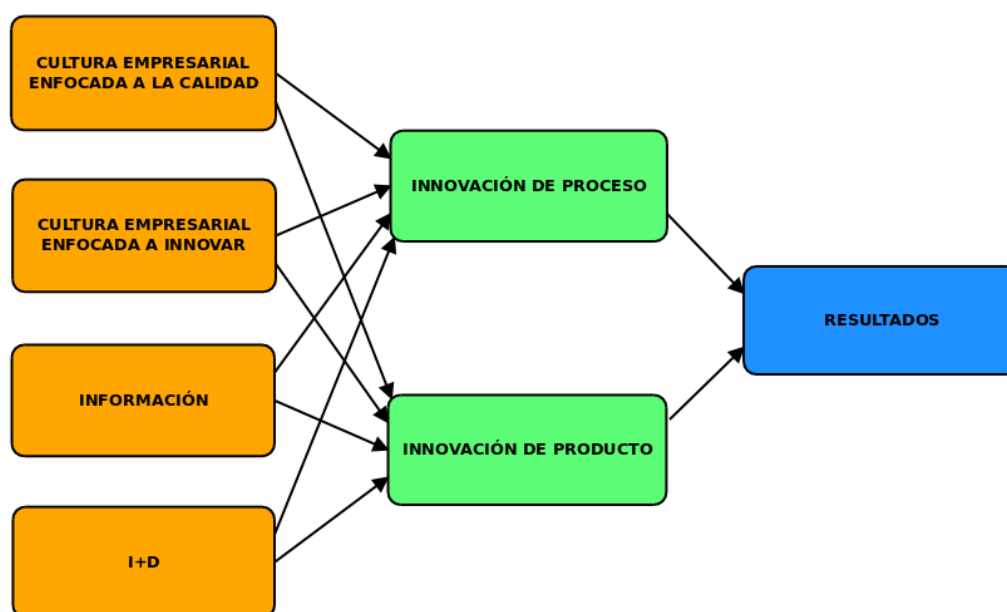 CULTURA EMPRESARIAL
ENFOCADA A LA CALIDAD
CULTURA EMPRESARIAL
ENFOCADA A INNOVAR
INFORMACIÓN
I+D
INNOVACIÓN DE PROCESO
INNOVACIÓN DE PRODUCTO
RESULTADOS